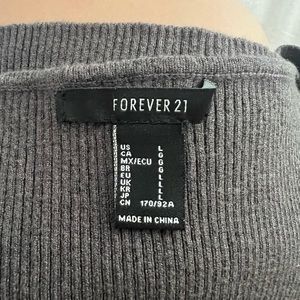 FOREVER 21
US L
CA G
MX/ECU G
BR G
EU L
UK L
KR L
JP L
CN 170/92A
MADE IN CHINA